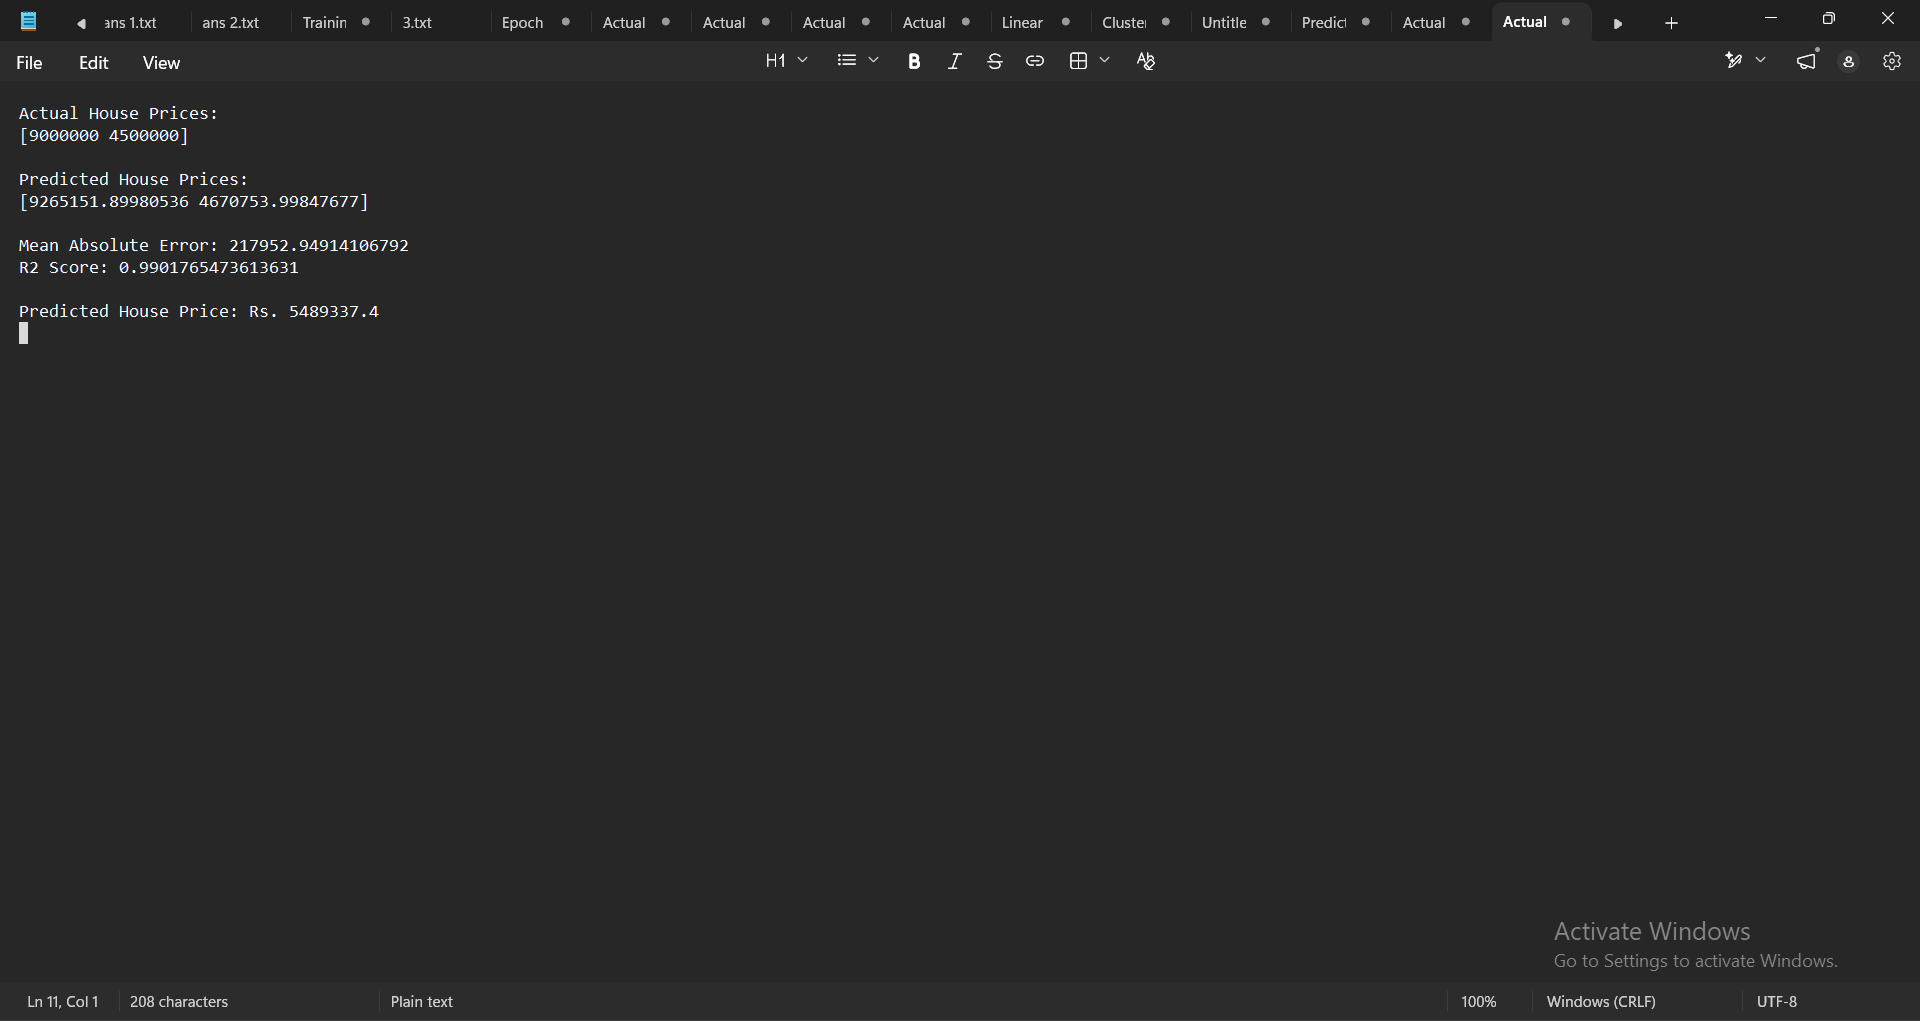 ans 1.txt ans 2.txt Trainin 3.txt Epoch Actual Actual Actual Actual Linear Cluste Untitle Predict Actual Actual
File Edit View H1 B I S
Actual House Prices:
[9000000 4500000]
Predicted House Prices:
[9265151.89980536 4670753.99847677]
Mean Absolute Error: 217952.94914106792
R2 Score: 0.9901765473613631
Predicted House Price: Rs. 5489337.4
Activate Windows
Go to Settings to activate Windows.
Ln 11, Col 1 208 characters Plain text 100% Windows (CRLF) UTF-8